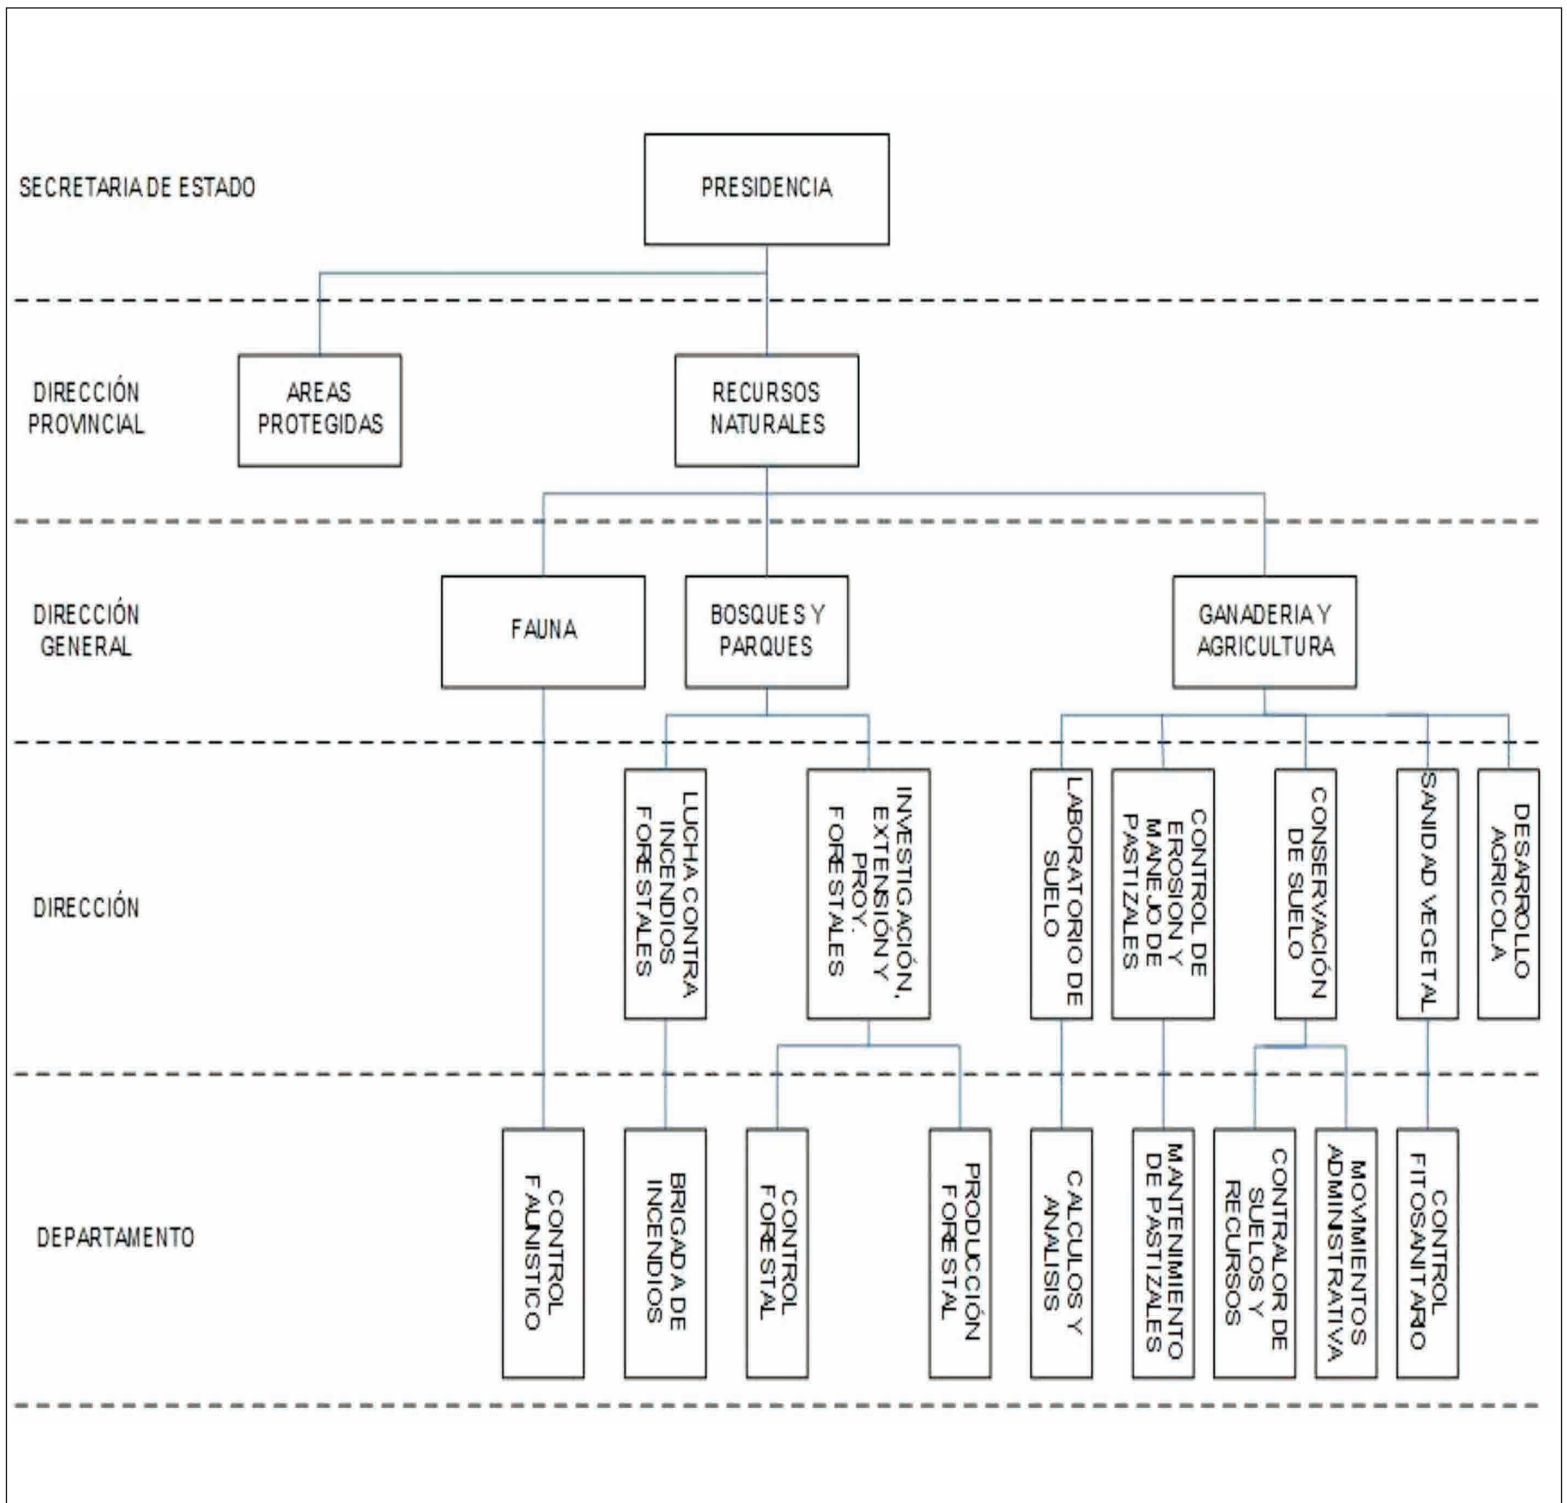 SECRETARIA DE ESTADO
PRESIDENCIA
DIRECCIÓN
PROVINCIAL
AREAS
PROTEGIDAS
RECURSOS
NATURALES
DIRECCIÓN
GENERAL
FAUNA
BOSQUES Y
PARQUES
GANADERIA Y
AGRICULTURA
DIRECCIÓN
LUCHA CONTRA
INCENDIOS
FORESTALES
INVESTIGACIÓN,
EXTENSIÓN Y
PROY.
FORESTALES
LABORATORIO DE
SUELO
CONTROL DE
EROSION Y
MANEJO DE
PASTIZALES
CONSERVACIÓN
DE SUELO
SANIDAD VEGETAL
DESARROLLO
AGRICOLA
DEPARTAMENTO
CONTROL
FAUNISTICO
BRIGADA DE
INCENDIOS
CONTROL
FORESTAL
PRODUCCIÓN
FORESTAL
CALCULOS Y
ANALISIS
MANTENIMIENTO
DE PASTIZALES
CONTRALOR DE
SUELOS Y
RECURSOS
MOVIMIENTOS
ADMINISTRATIVA
CONTROL
FITOSANITARIO